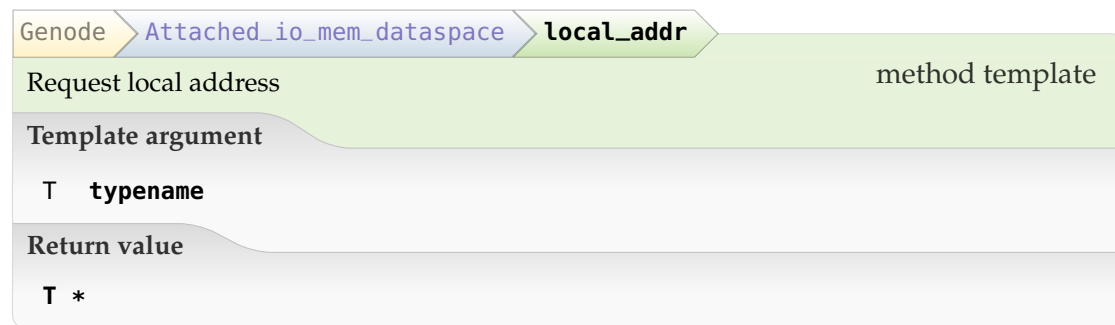 Genode Attached_io_mem_dataspace local_addr
Request local address
method template
Template argument
T typename
Return value
T *